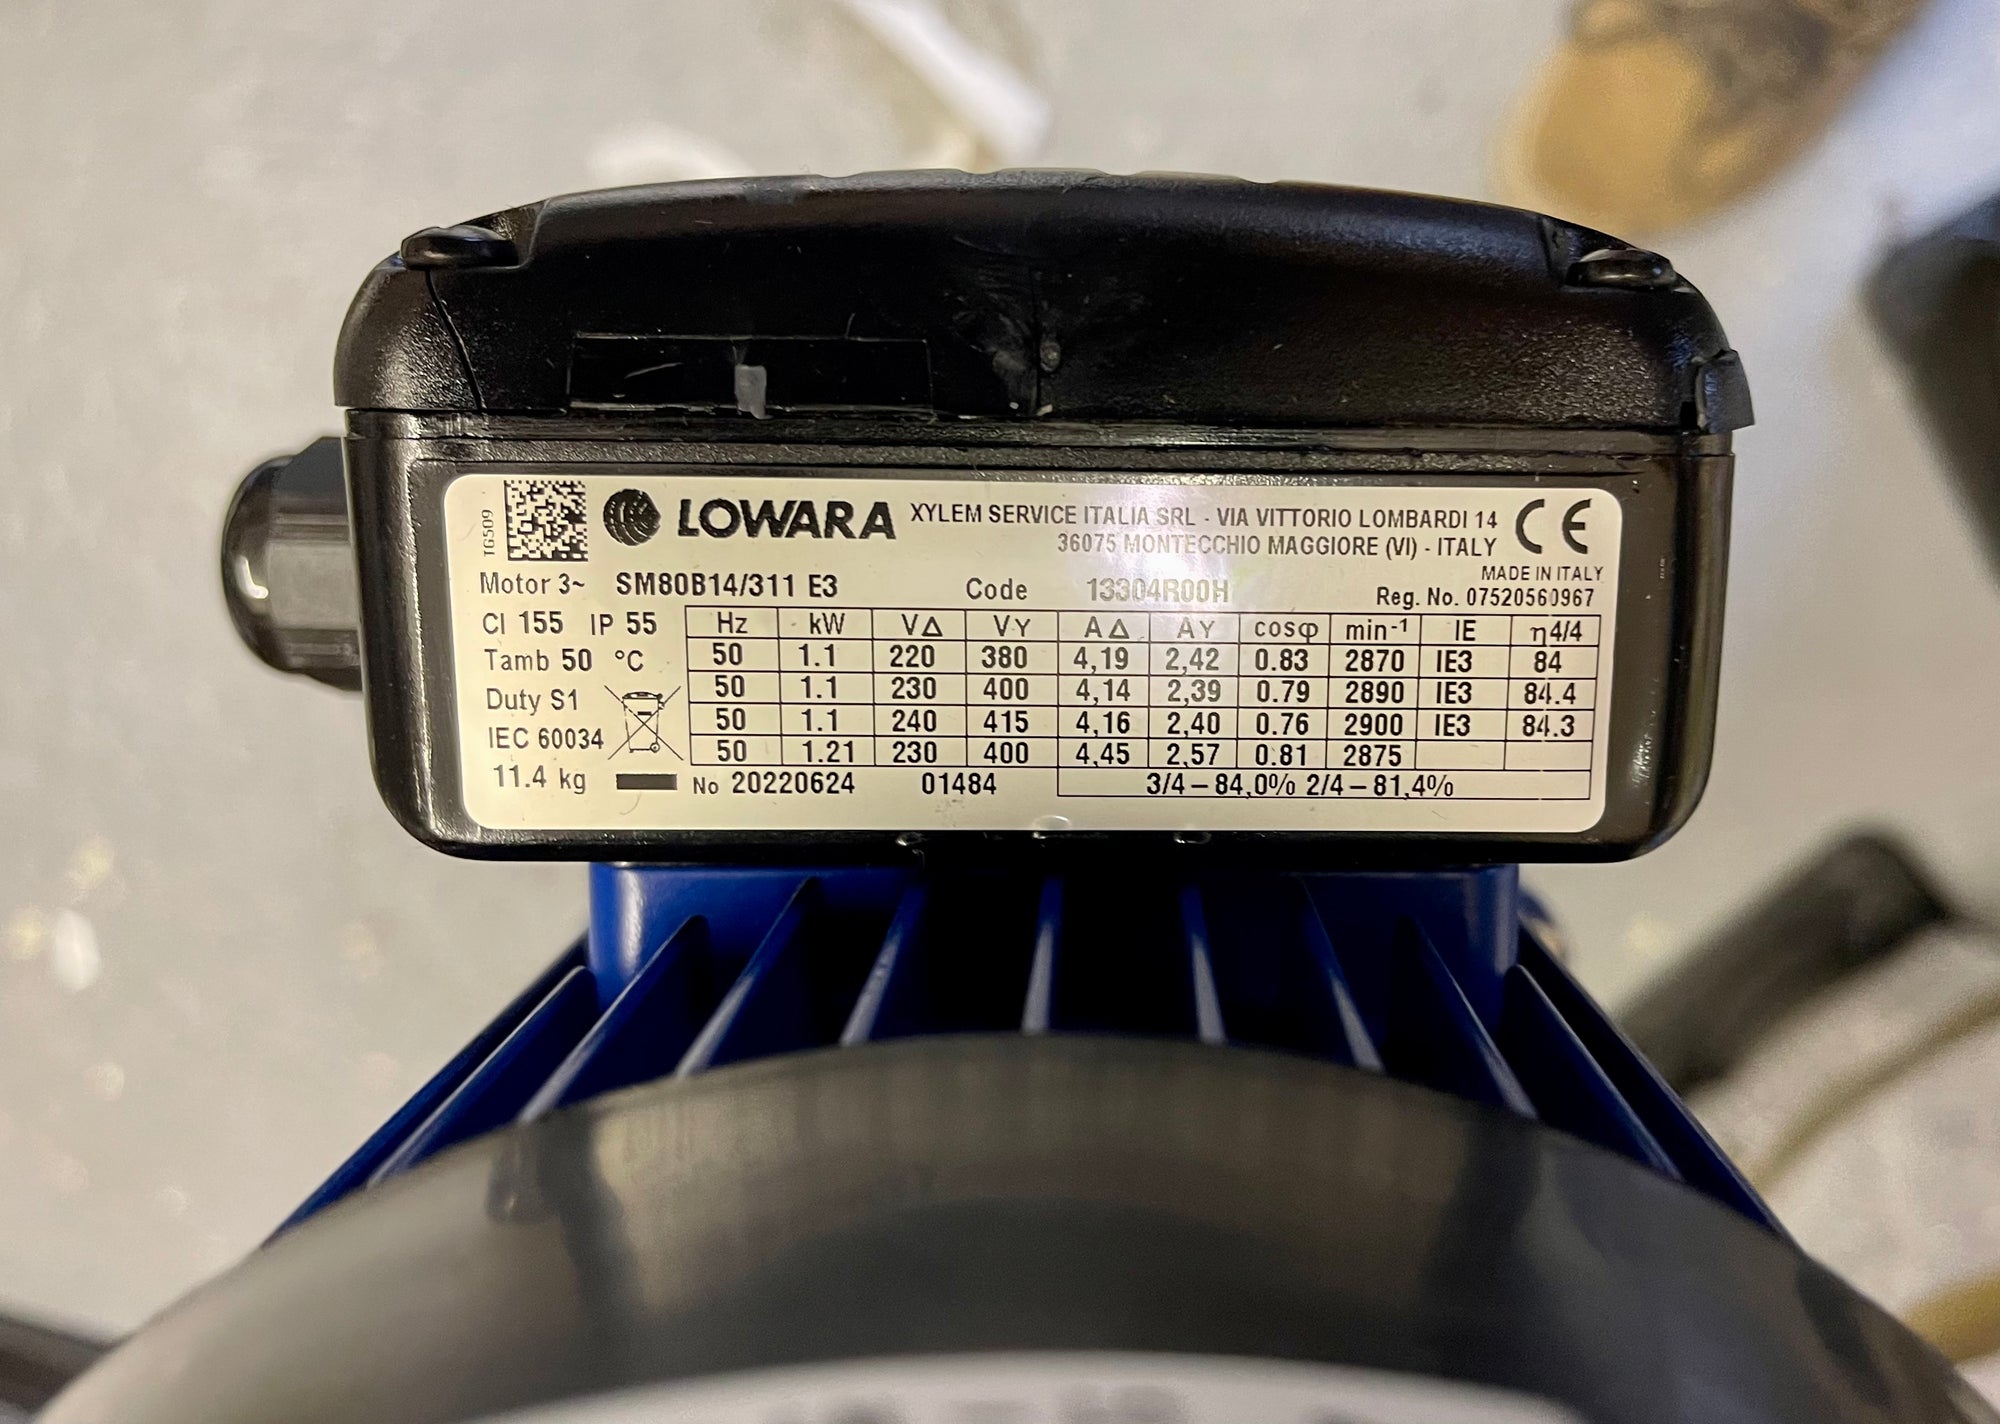 TG509
LOWARA XYLEM SERVICE ITALIA SRL - VIA VITTORIO LOMBARDI 14
36075 MONTECCHIO MAGGIORE (VI) - ITALY
CE
MADE IN ITALY
Motor 3~ SM80B14/311 E3 Code 13304R00H Reg. No. 07520560967
Cl 155 IP 55
Tamb 50 °C
Duty S1
IEC 60034
11.4 kg
Hz kW V△ VY A△ AY cosφ min⁻¹ IE η4/4
50 1.1 220 380 4,19 2,42 0.83 2870 IE3 84
50 1.1 230 400 4,14 2,39 0.79 2890 IE3 84.4
50 1.1 240 415 4,16 2,40 0.76 2900 IE3 84.3
50 1.21 230 400 4,45 2,57 0.81 2875
No 20220624 01484 3/4 – 84,0% 2/4 – 81,4%